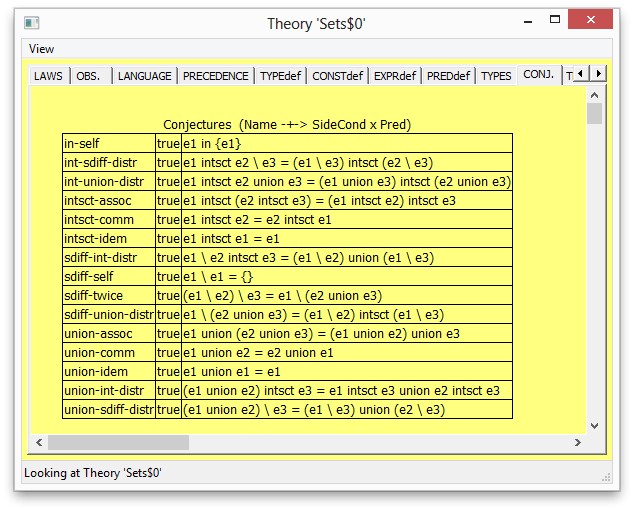 Theory 'Sets$0'
View
LAWS OBS. LANGUAGE PRECEDENCE TYPEdef CONSTdef EXPRdef PREDdef TYPES CONJ. T
Conjectures (Name -+-> SideCond x Pred)
in-self true e1 in {e1}
int-sdiff-distr true e1 intsct e2 \ e3 = (e1 \ e3) intsct (e2 \ e3)
int-union-distr true e1 intsct e2 union e3 = (e1 union e3) intsct (e2 union e3)
intsct-assoc true e1 intsct (e2 intsct e3) = (e1 intsct e2) intsct e3
intsct-comm true e1 intsct e2 = e2 intsct e1
intsct-idem true e1 intsct e1 = e1
sdiff-int-distr true e1 \ e2 intsct e3 = (e1 \ e2) union (e1 \ e3)
sdiff-self true e1 \ e1 = {}
sdiff-twice true (e1 \ e2) \ e3 = e1 \ (e2 union e3)
sdiff-union-distr true e1 \ (e2 union e3) = (e1 \ e2) intsct (e1 \ e3)
union-assoc true e1 union (e2 union e3) = (e1 union e2) union e3
union-comm true e1 union e2 = e2 union e1
union-idem true e1 union e1 = e1
union-int-distr true (e1 union e2) intsct e3 = e1 intsct e3 union e2 intsct e3
union-sdiff-distr true (e1 union e2) \ e3 = (e1 \ e3) union (e2 \ e3)
Looking at Theory 'Sets$0'